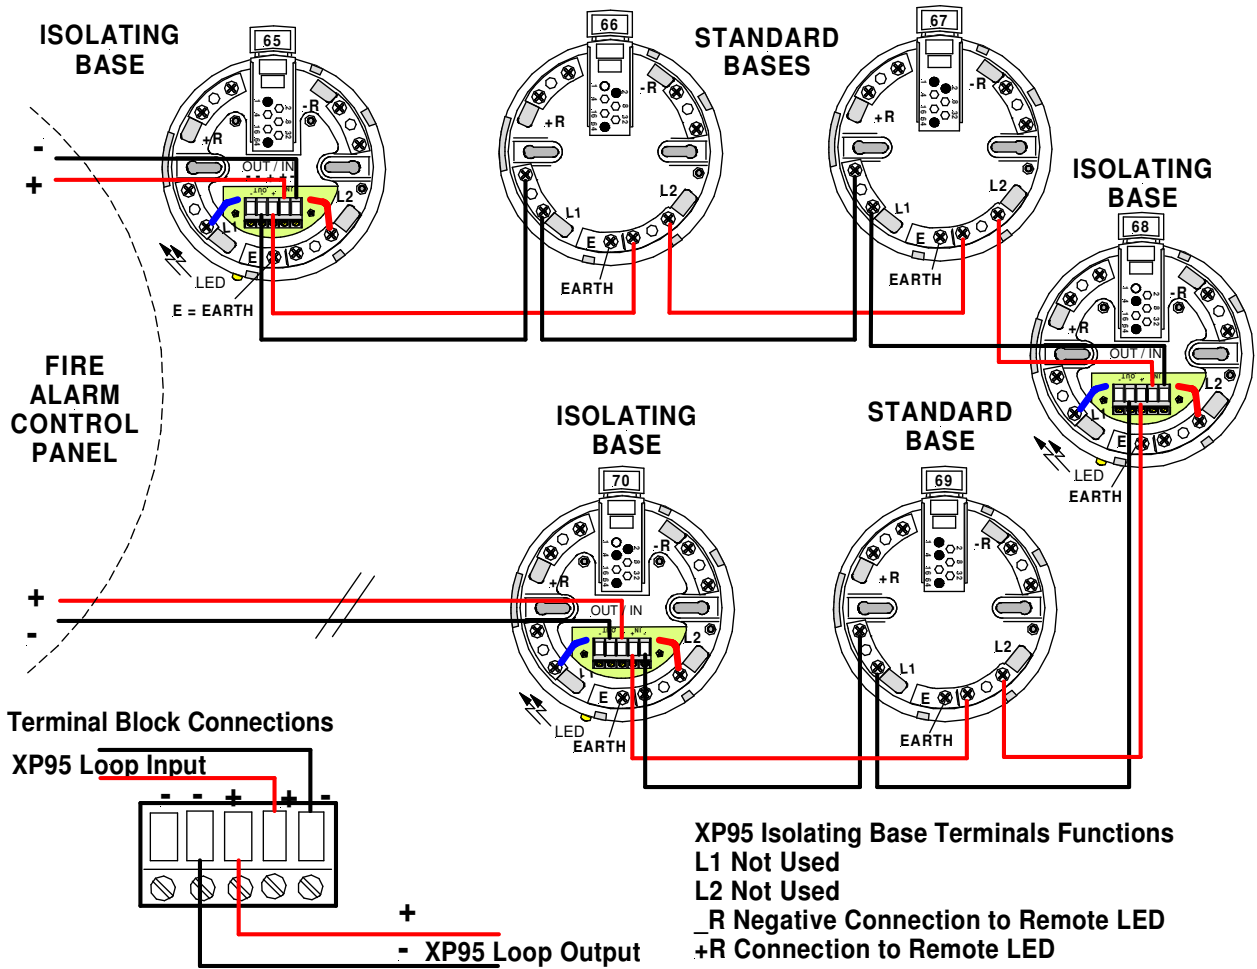 ISOLATING
BASE
65
66
STANDARD
BASES
67
-R
+R
OUT / IN
L1
L2
E
LED
E = EARTH
-
+
-R
+R
L1
L2
E
EARTH
-R
+R
L1
L2
E
EARTH
ISOLATING
BASE
68
-R
+R
OUT / IN
L1
L2
E
LED
EARTH
FIRE
ALARM
CONTROL
PANEL
ISOLATING
BASE
70
-R
+R
OUT / IN
L1
L2
E
LED
EARTH
STANDARD
BASE
69
-R
+R
L1
L2
E
EARTH
+
-
Terminal Block Connections
XP95 Loop Input
- - + + -
+
- XP95 Loop Output
XP95 Isolating Base Terminals Functions
L1 Not Used
L2 Not Used
_R Negative Connection to Remote LED
+R Connection to Remote LED